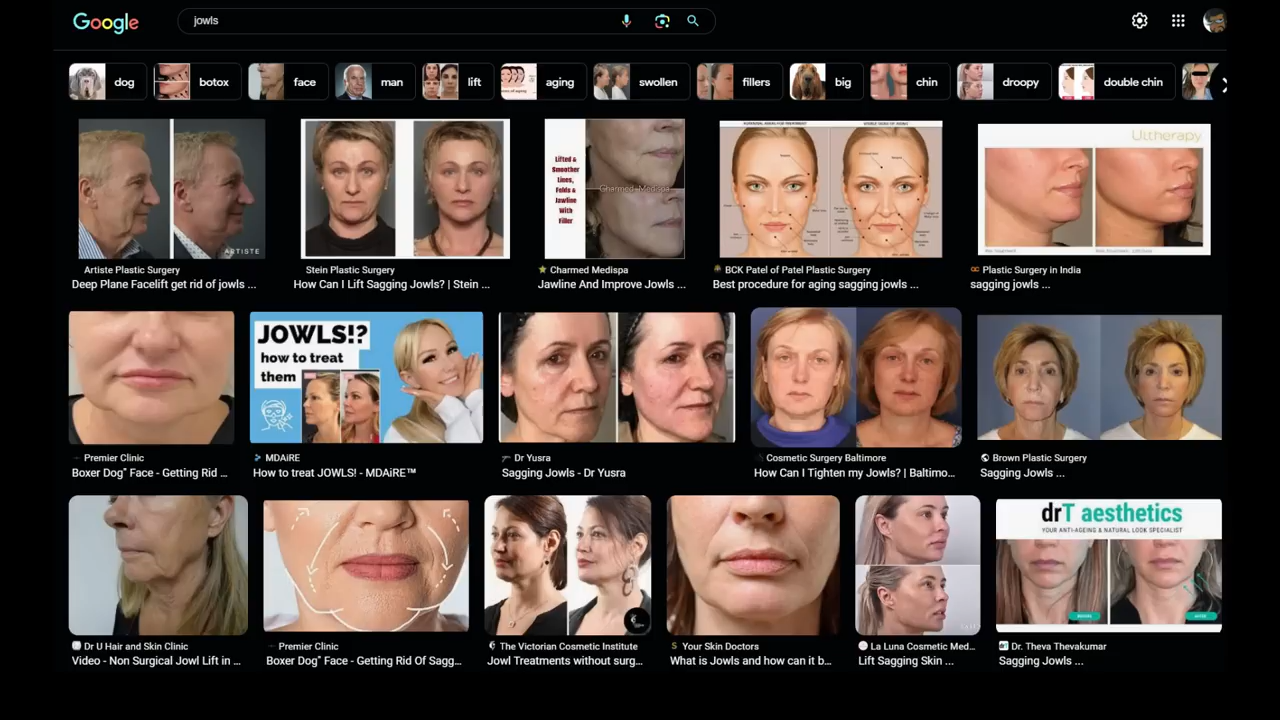 Google
jowls
dog
botox
face
man
lift
aging
swollen
fillers
big
chin
droopy
double chin
ARTISTE
Lifted &
Smoother
Lines,
Folds &
Jawline
With
Filler
Charmed Medispa
Ultherapy
Artiste Plastic Surgery
Deep Plane Facelift get rid of jowls ...
Stein Plastic Surgery
How Can I Lift Sagging Jowls? | Stein ...
Charmed Medispa
Jawline And Improve Jowls ...
BCK Patel of Patel Plastic Surgery
Best procedure for aging sagging jowls ...
Plastic Surgery in India
sagging jowls ...
JOWLS!?
how to treat
them
Premier Clinic
Boxer Dog" Face - Getting Rid ...
MDAiRE
How to treat JOWLS! - MDAiRE™
Dr Yusra
Sagging Jowls - Dr Yusra
Cosmetic Surgery Baltimore
How Can I Tighten my Jowls? | Baltimo...
Brown Plastic Surgery
Sagging Jowls ...
drT aesthetics
YOUR ANTI-AGEING & NATURAL LOOK SPECIALIST
Dr U Hair and Skin Clinic
Video - Non Surgical Jowl Lift in ...
Premier Clinic
Boxer Dog" Face - Getting Rid Of Sagg...
The Victorian Cosmetic Institute
Jowl Treatments without surg...
Your Skin Doctors
What is Jowls and how can it b...
La Luna Cosmetic Med...
Lift Sagging Skin ...
Dr. Theva Thevakumar
Sagging Jowls ...